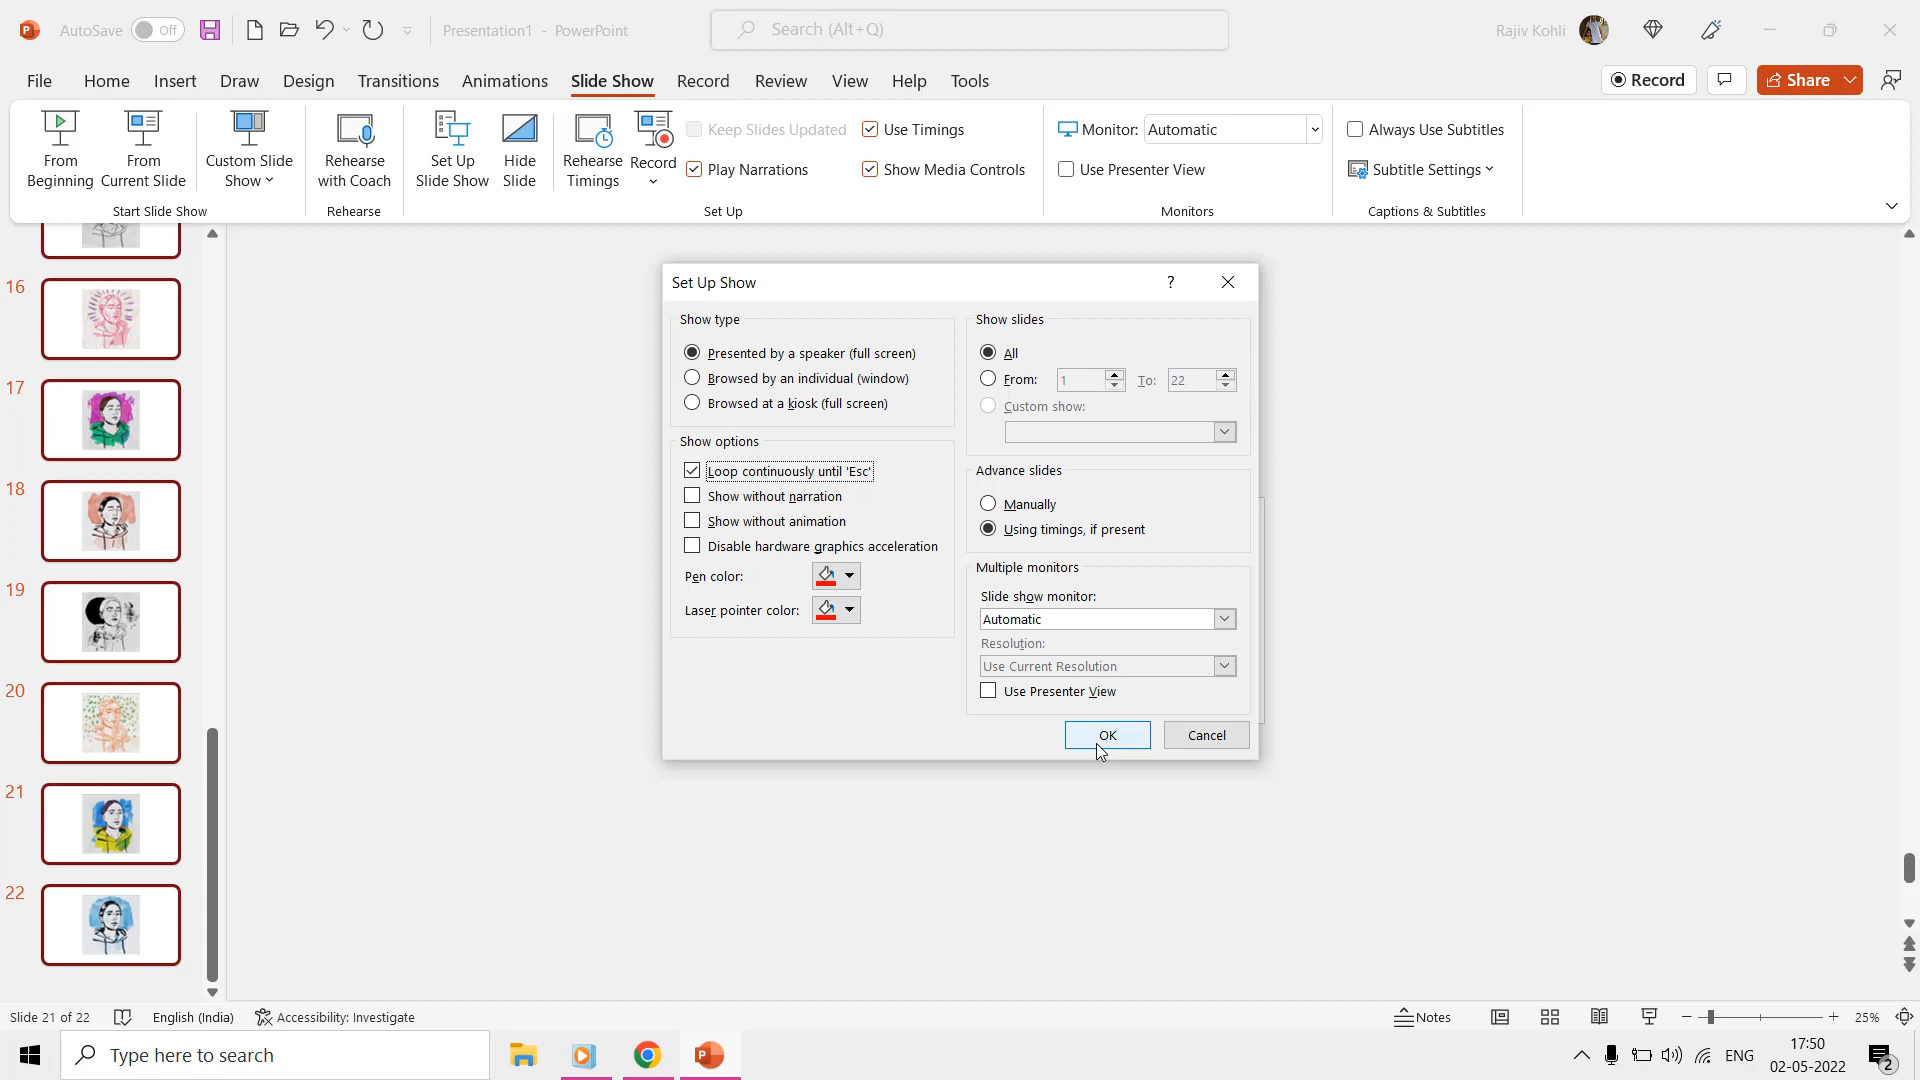 AutoSave Off Presentation1 - PowerPoint Search (Alt+Q) Rajiv Kohli
File Home Insert Draw Design Transitions Animations Slide Show Record Review View Help Tools Record Share
From Beginning
From Current Slide
Custom Slide Show
Start Slide Show
Rehearse with Coach
Rehearse
Set Up Slide Show
Hide Slide
Rehearse Timings
Record
Keep Slides Updated
Play Narrations
Use Timings
Show Media Controls
Set Up
Monitor: Automatic
Use Presenter View
Monitors
Always Use Subtitles
Subtitle Settings
Captions & Subtitles
16
17
18
19
20
21
22
Set Up Show ?
Show type
Presented by a speaker (full screen)
Browsed by an individual (window)
Browsed at a kiosk (full screen)
Show options
Loop continuously until 'Esc'
Show without narration
Show without animation
Disable hardware graphics acceleration
Pen color:
Laser pointer color:
Show slides
All
From: 1 To: 22
Custom show:
Advance slides
Manually
Using timings, if present
Multiple monitors
Slide show monitor:
Automatic
Resolution:
Use Current Resolution
Use Presenter View
OK Cancel
Slide 21 of 22 English (India) Accessibility: Investigate Notes 25%
Type here to search ENG
17:50
02-05-2022
2